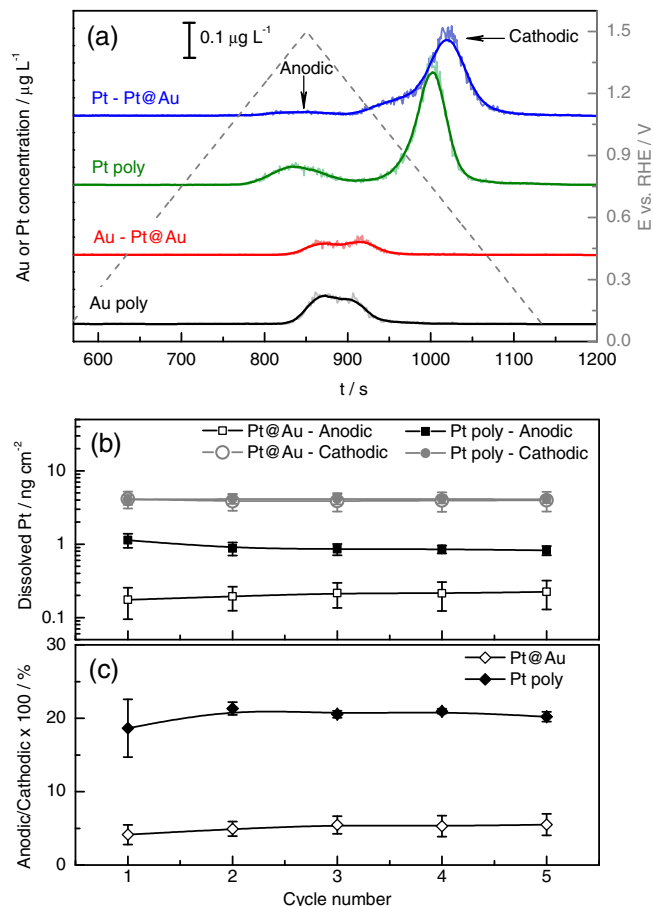 (a)
0.1 μg L⁻¹
Anodic
Cathodic
Pt - Pt@Au
Pt poly
Au - Pt@Au
Au poly
Au or Pt concentration / μg L⁻¹
1.5
1.2
0.9
0.6
0.3
0.0
E vs. RHE / V
600 700 800 900 1000 1100 1200
t / s
(b)
Pt@Au - Anodic Pt poly - Anodic
Pt@Au - Cathodic Pt poly - Cathodic
Dissolved Pt / ng cm⁻²
10
1
0.1
(c)
Pt@Au
Pt poly
Anodic/Cathodic x 100 / %
30
20
10
0
1 2 3 4 5
Cycle number